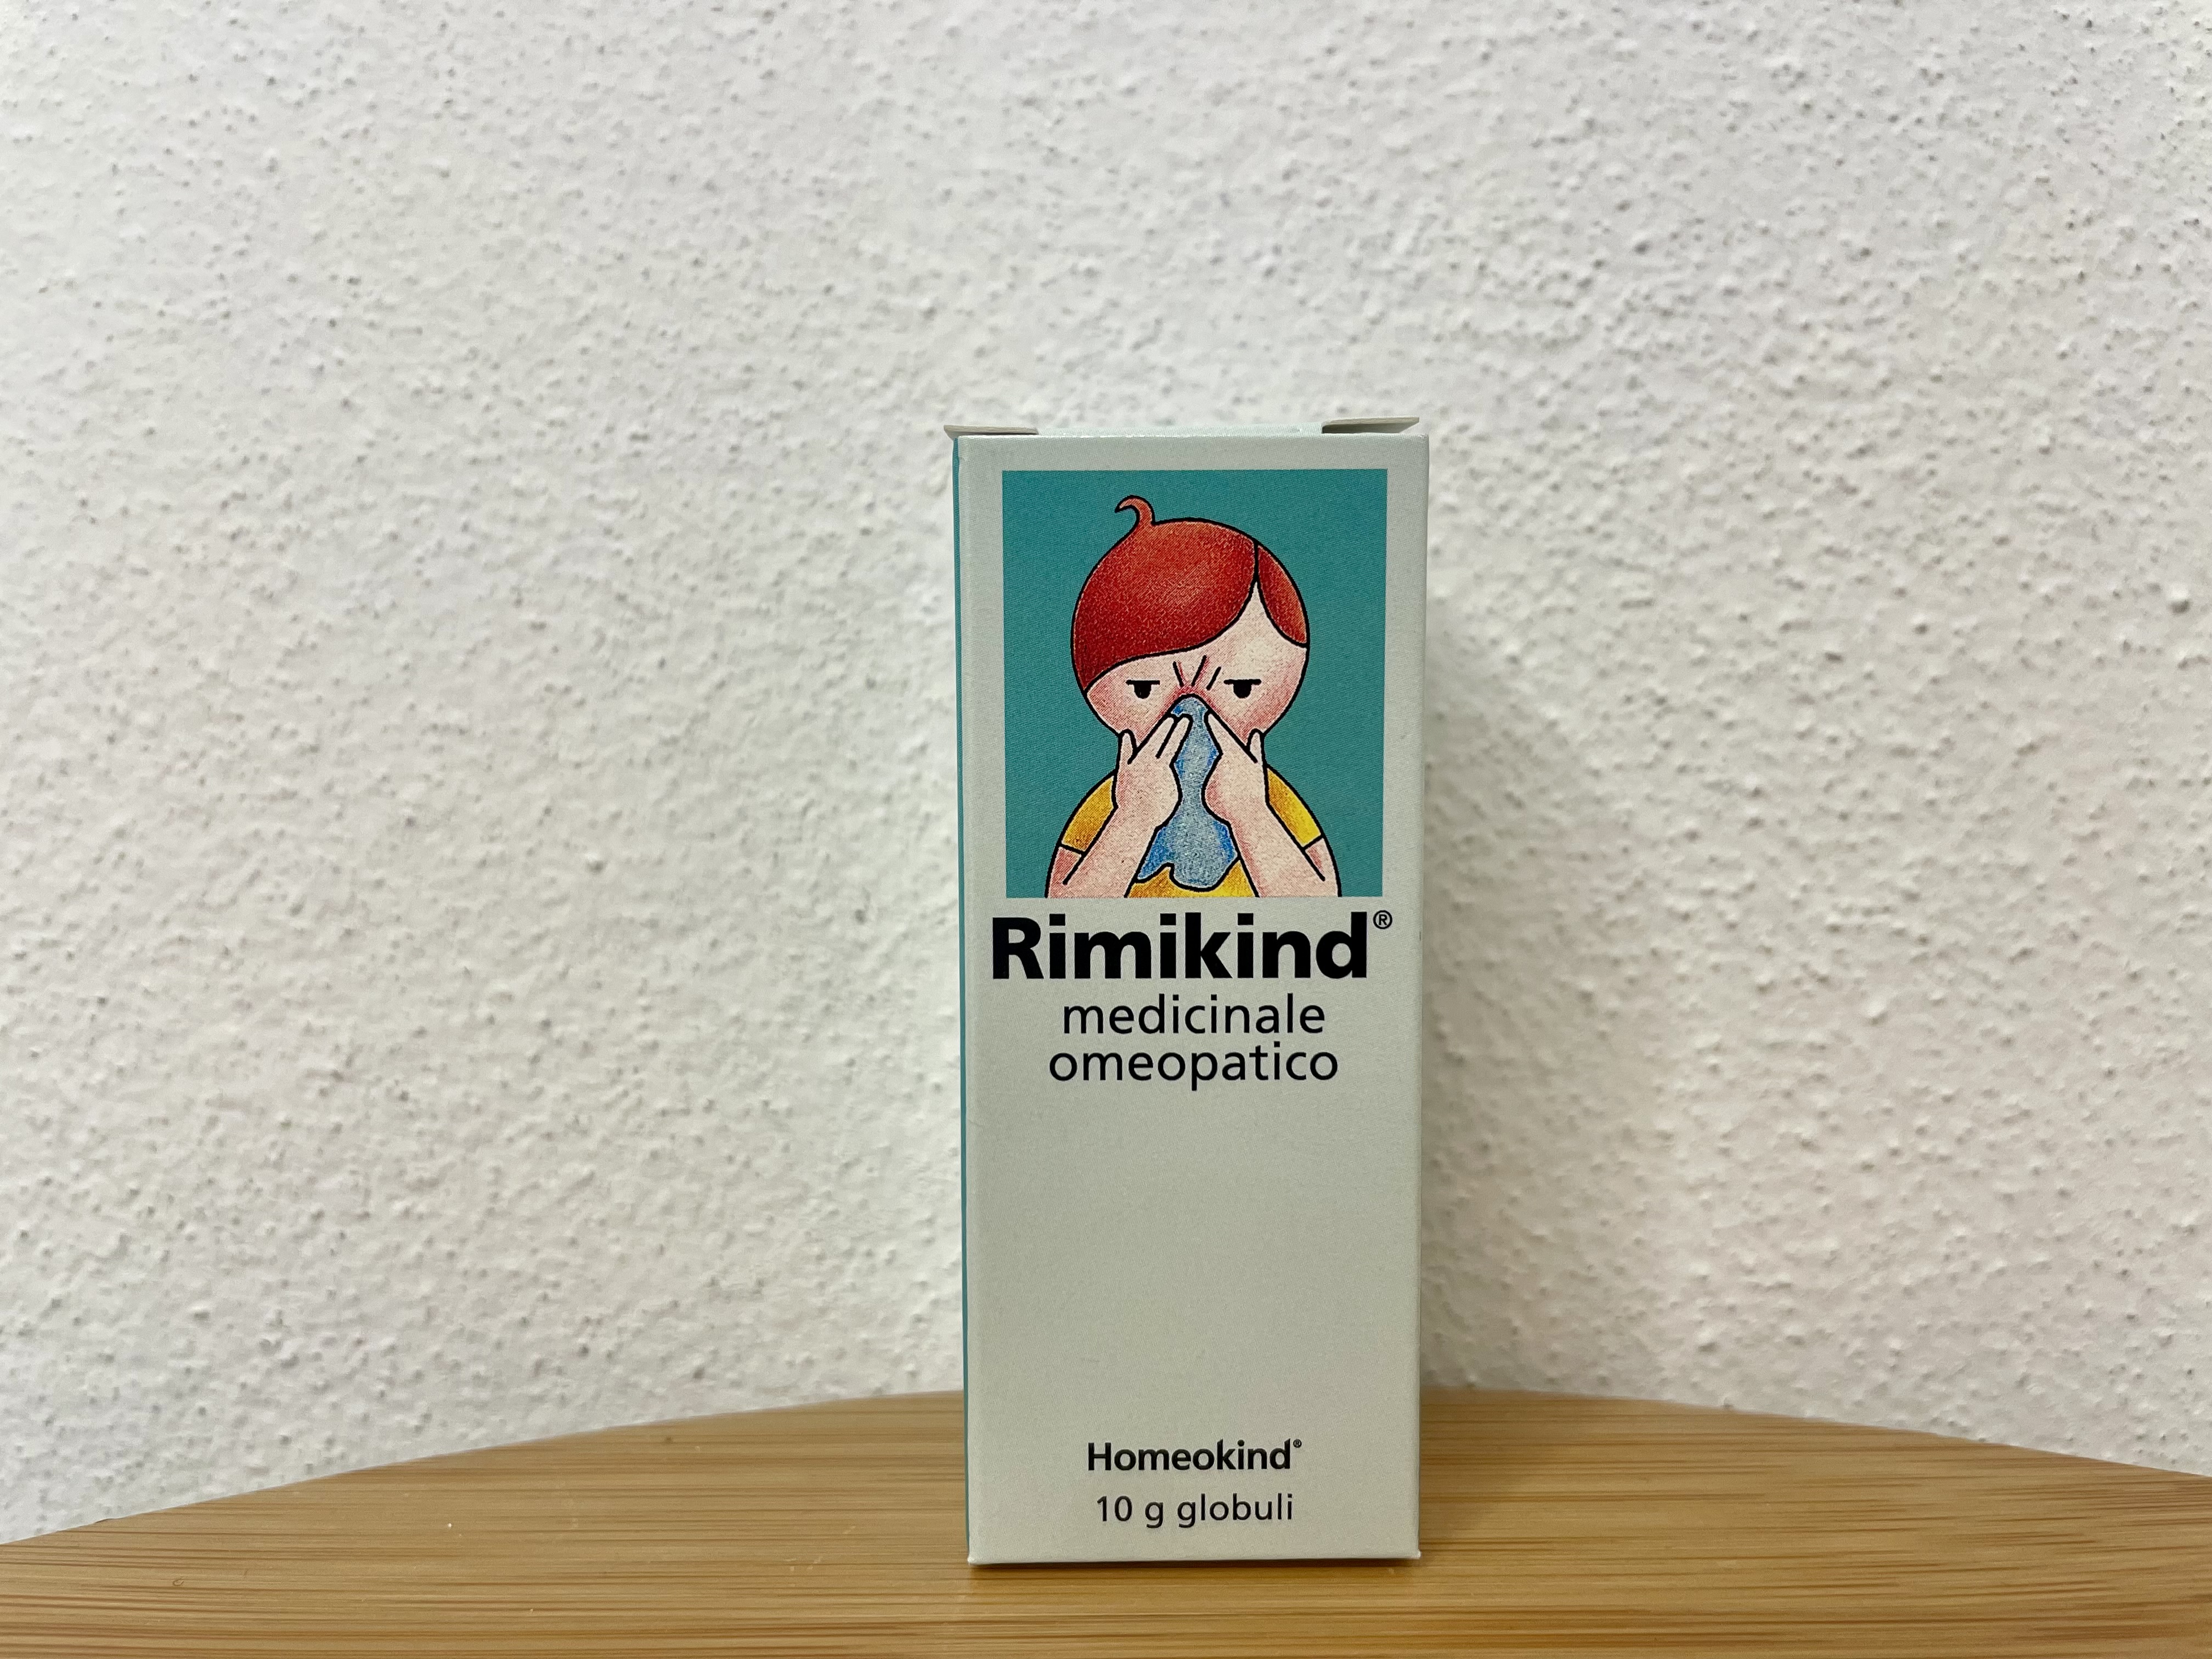 Rimikind®
medicinale
omeopatico
Homeokind®
10 g globuli